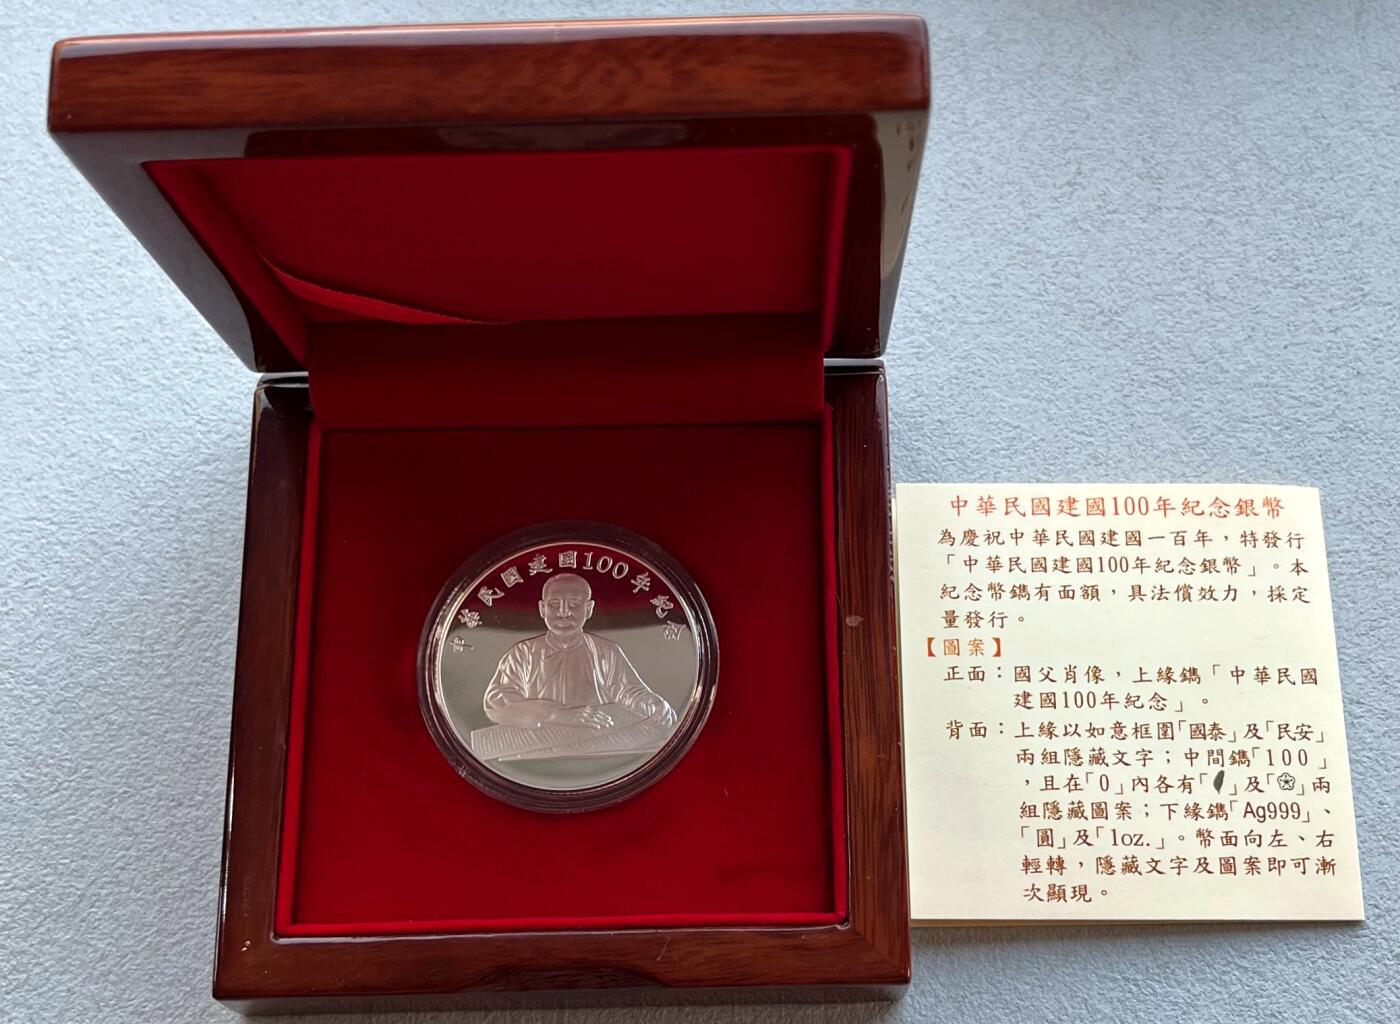 中華民國建國100年紀念
中華民國建國100年紀念銀幣
為慶祝中華民國建國一百年，特發行
「中華民國建國100年紀念銀幣」。本
紀念幣鐫有面額，具法償效力，採定
量發行。
【圖案】
正面：國父肖像，上緣鐫「中華民國
建國100年紀念」。
背面：上緣以如意框圍「國泰」及「民安」
兩組隱藏文字；中間鐫「100」
，且在「0」內各有「」及「」兩
組隱藏圖案；下緣鐫「Ag999」、
「圓」及「1oz.」。幣面向左、右
輕轉，隱藏文字及圖案即可漸
次顯現。